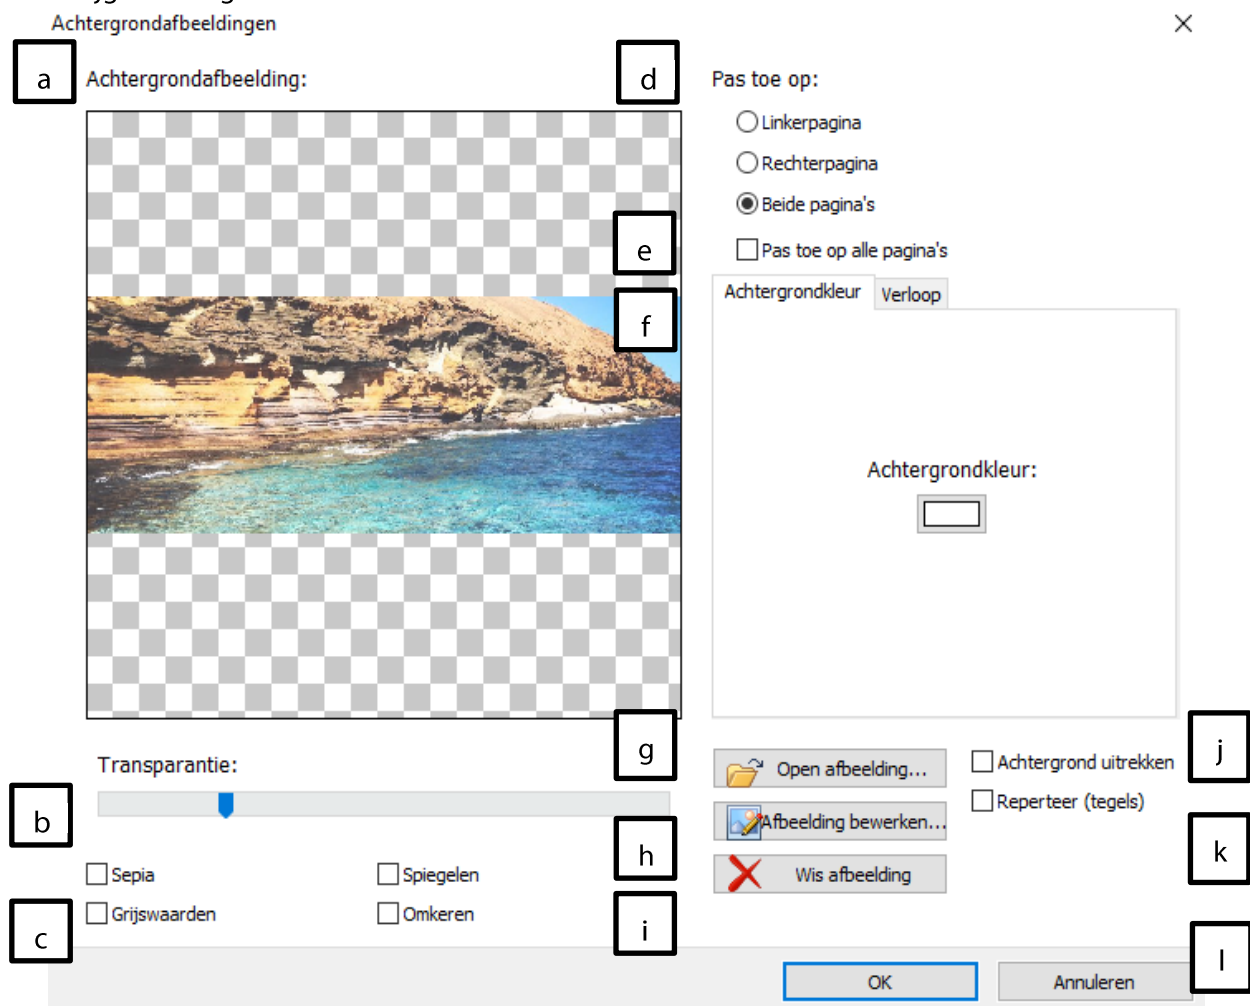 Achtergrondafbeeldingen
a
Achtergrondafbeelding:
d
Pas toe op:
Linkerpagina
Rechterpagina
Beide pagina's
e
Pas toe op alle pagina's
f
Achtergrondkleur
Verloop
Achtergrondkleur:
g
j
Transparantie:
Open afbeelding...
Achtergrond uitrekken
b
Afbeelding bewerken...
Reperteer (tegels)
h
k
Sepia
Spiegelen
Wis afbeelding
c
Grijswaarden
Omkeren
i
l
OK
Annuleren